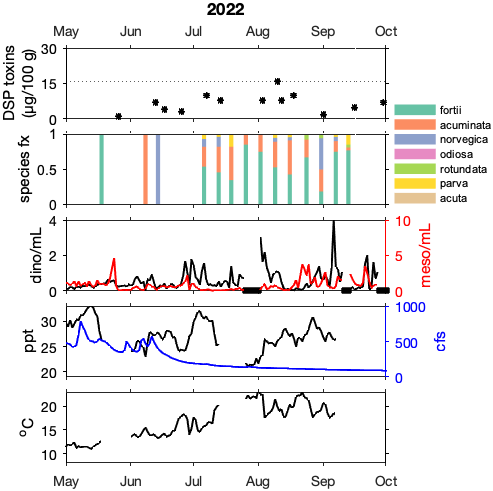 2022
May Jun Jul Aug Sep Oct
DSP toxins
(µg/100 g)
30
15
0
species fx
1
0.5
0
fortii
acuminata
norvegica
odiosa
rotundata
parva
acuta
dino/mL
4
2
0
10
5
0
meso/mL
ppt
30
25
20
1000
500
0
cfs
°C
20
15
10
May Jun Jul Aug Sep Oct